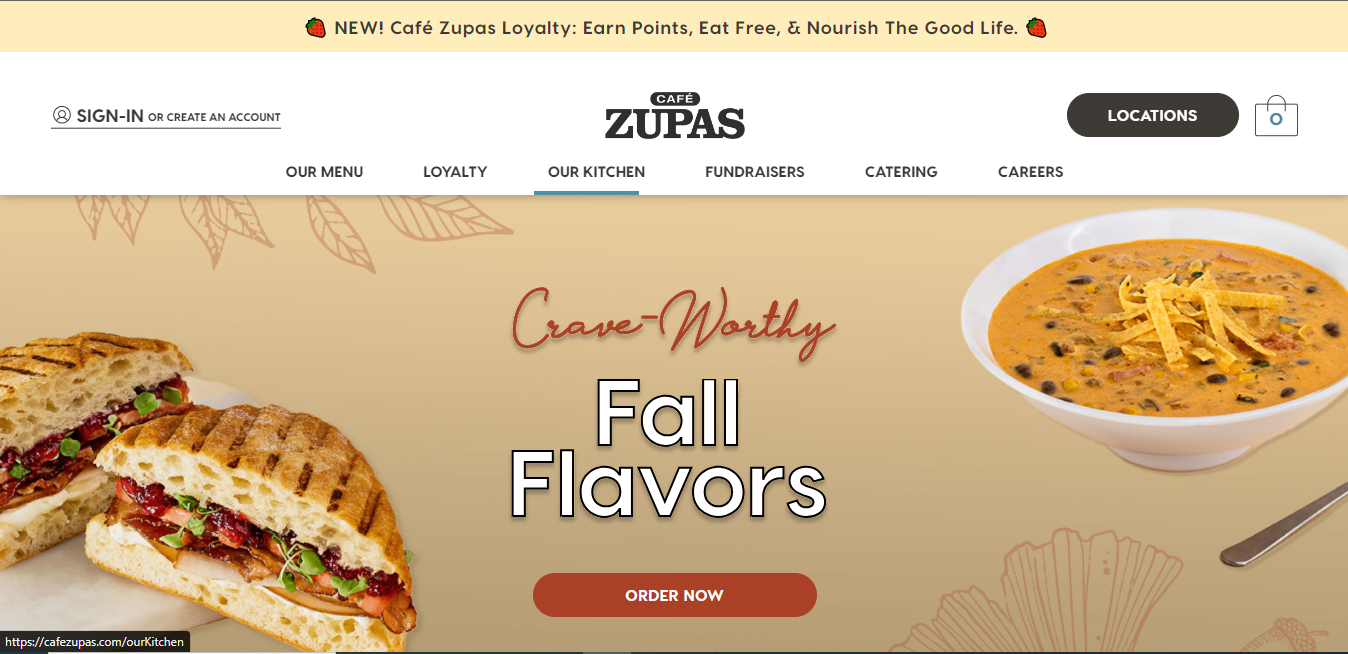 NEW! Café Zupas Loyalty: Earn Points, Eat Free, & Nourish The Good Life.
SIGN-IN OR CREATE AN ACCOUNT
CAFÉ
ZUPAS
LOCATIONS
0
OUR MENU LOYALTY OUR KITCHEN FUNDRAISERS CATERING CAREERS
Crave-Worthy
Fall
Flavors
ORDER NOW
https://cafezupas.com/ourKitchen